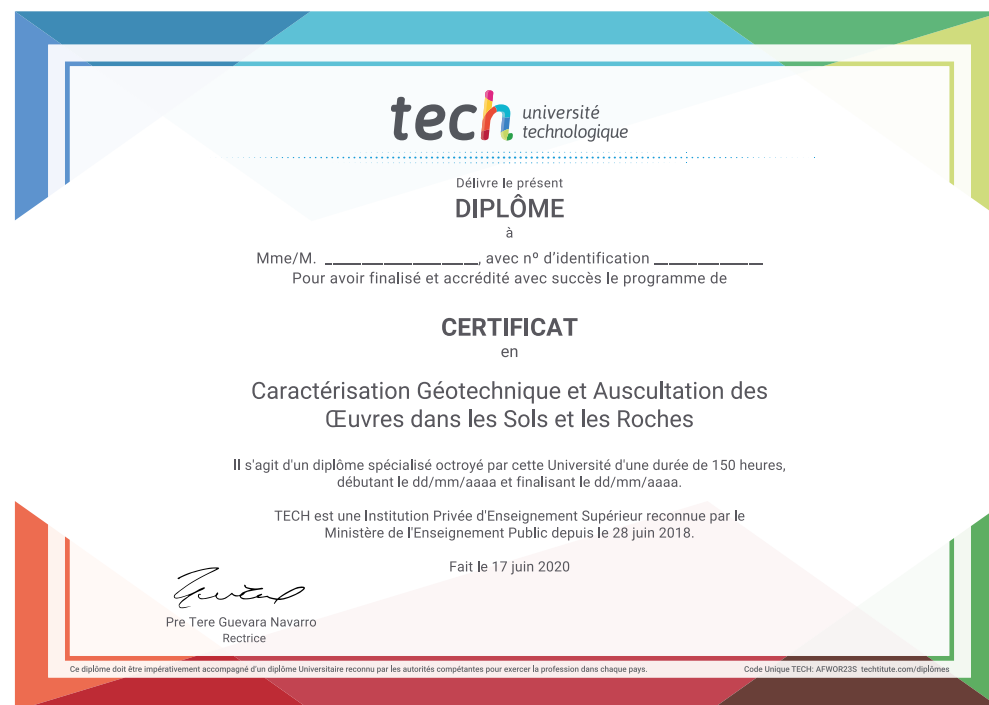 tech université
technologique
Délivre le présent
DIPLÔME
à
Mme/M. ____________________, avec nº d'identification ______________
Pour avoir finalisé et accrédité avec succès le programme de
CERTIFICAT
en
Caractérisation Géotechnique et Auscultation des
Œuvres dans les Sols et les Roches
Il s'agit d'un diplôme spécialisé octroyé par cette Université d'une durée de 150 heures,
débutant le dd/mm/aaaa et finalisant le dd/mm/aaaa.
TECH est une Institution Privée d'Enseignement Supérieur reconnue par le
Ministère de l'Enseignement Public depuis le 28 juin 2018.
Fait le 17 juin 2020
Pre Tere Guevara Navarro
Rectrice
Ce diplôme doit être impérativement accompagné d'un diplôme Universitaire reconnu par les autorités compétantes pour exercer la profession dans chaque pays.
Code Unique TECH: AFWOR23S techtitute.com/diplômes